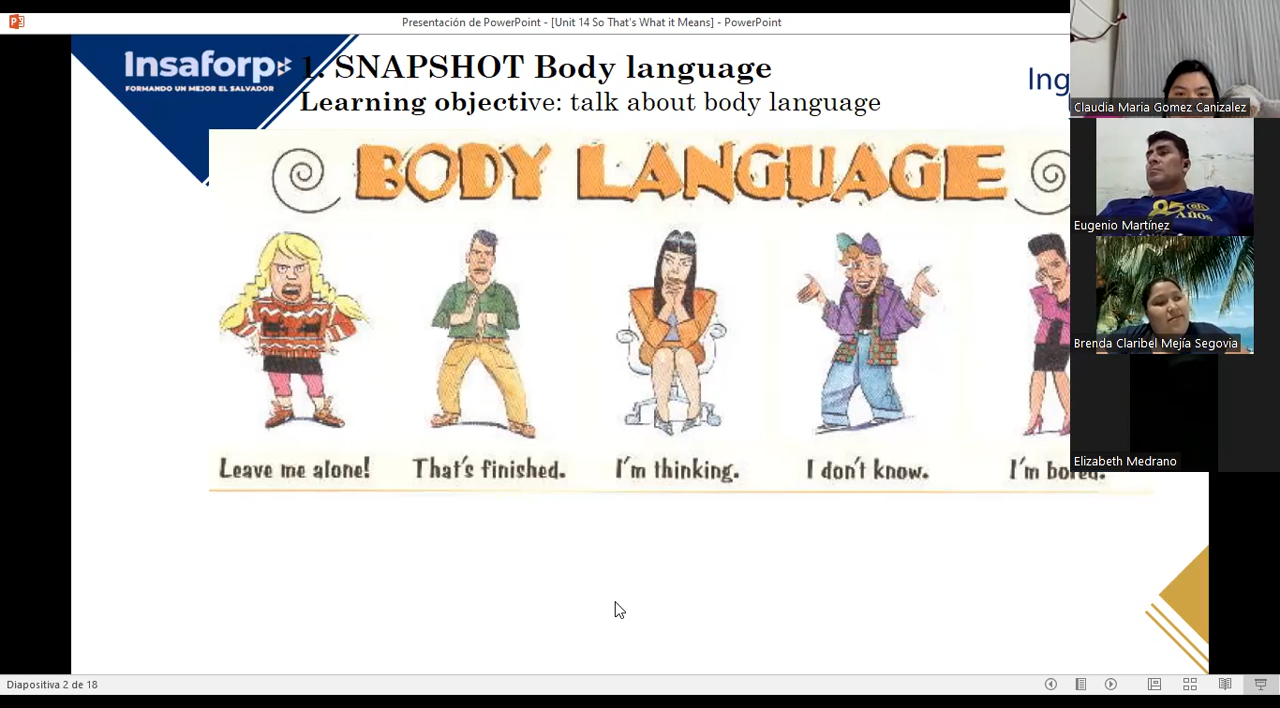 Presentación de PowerPoint - [Unit 14 So That's What it Means] - PowerPoint
Insaforp
FORMANDO UN MEJOR EL SALVADOR
1. SNAPSHOT Body language
Learning objective: talk about body language
Ing
BODY LANGUAGE
Leave me alone!
That's finished.
I'm thinking.
I don't know.
I'm bored.
Claudia Maria Gomez Canizalez
Eugenio Martínez
95
Años
Brenda Claribel Mejía Segovia
Elizabeth Medrano
Diapositiva 2 de 18